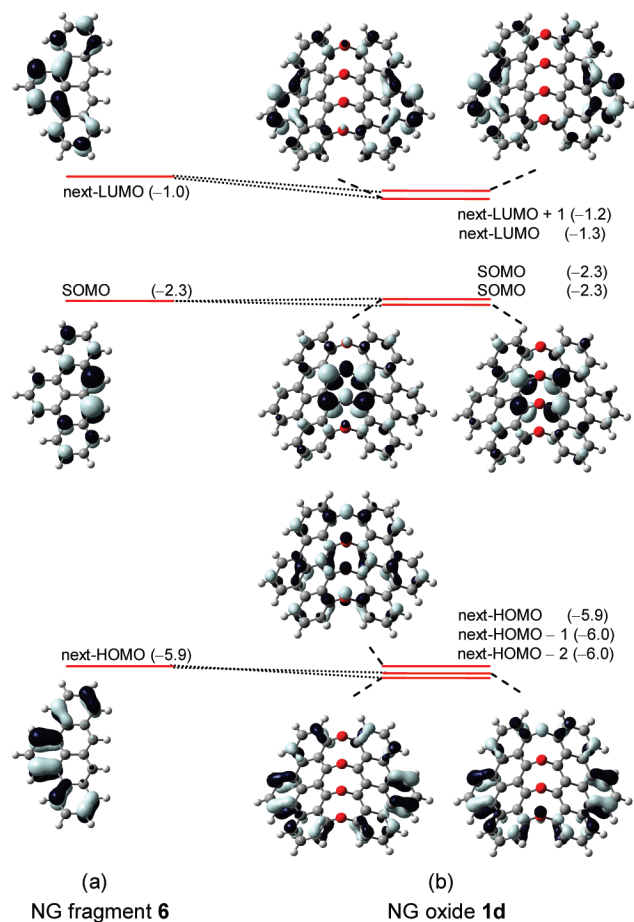 next-LUMO (−1.0)
next-LUMO + 1 (−1.2)
next-LUMO (−1.3)
SOMO (−2.3)
SOMO (−2.3)
SOMO (−2.3)
next-HOMO (−5.9)
next-HOMO (−5.9)
next-HOMO − 1 (−6.0)
next-HOMO − 2 (−6.0)
(a)
NG fragment 6
(b)
NG oxide 1d